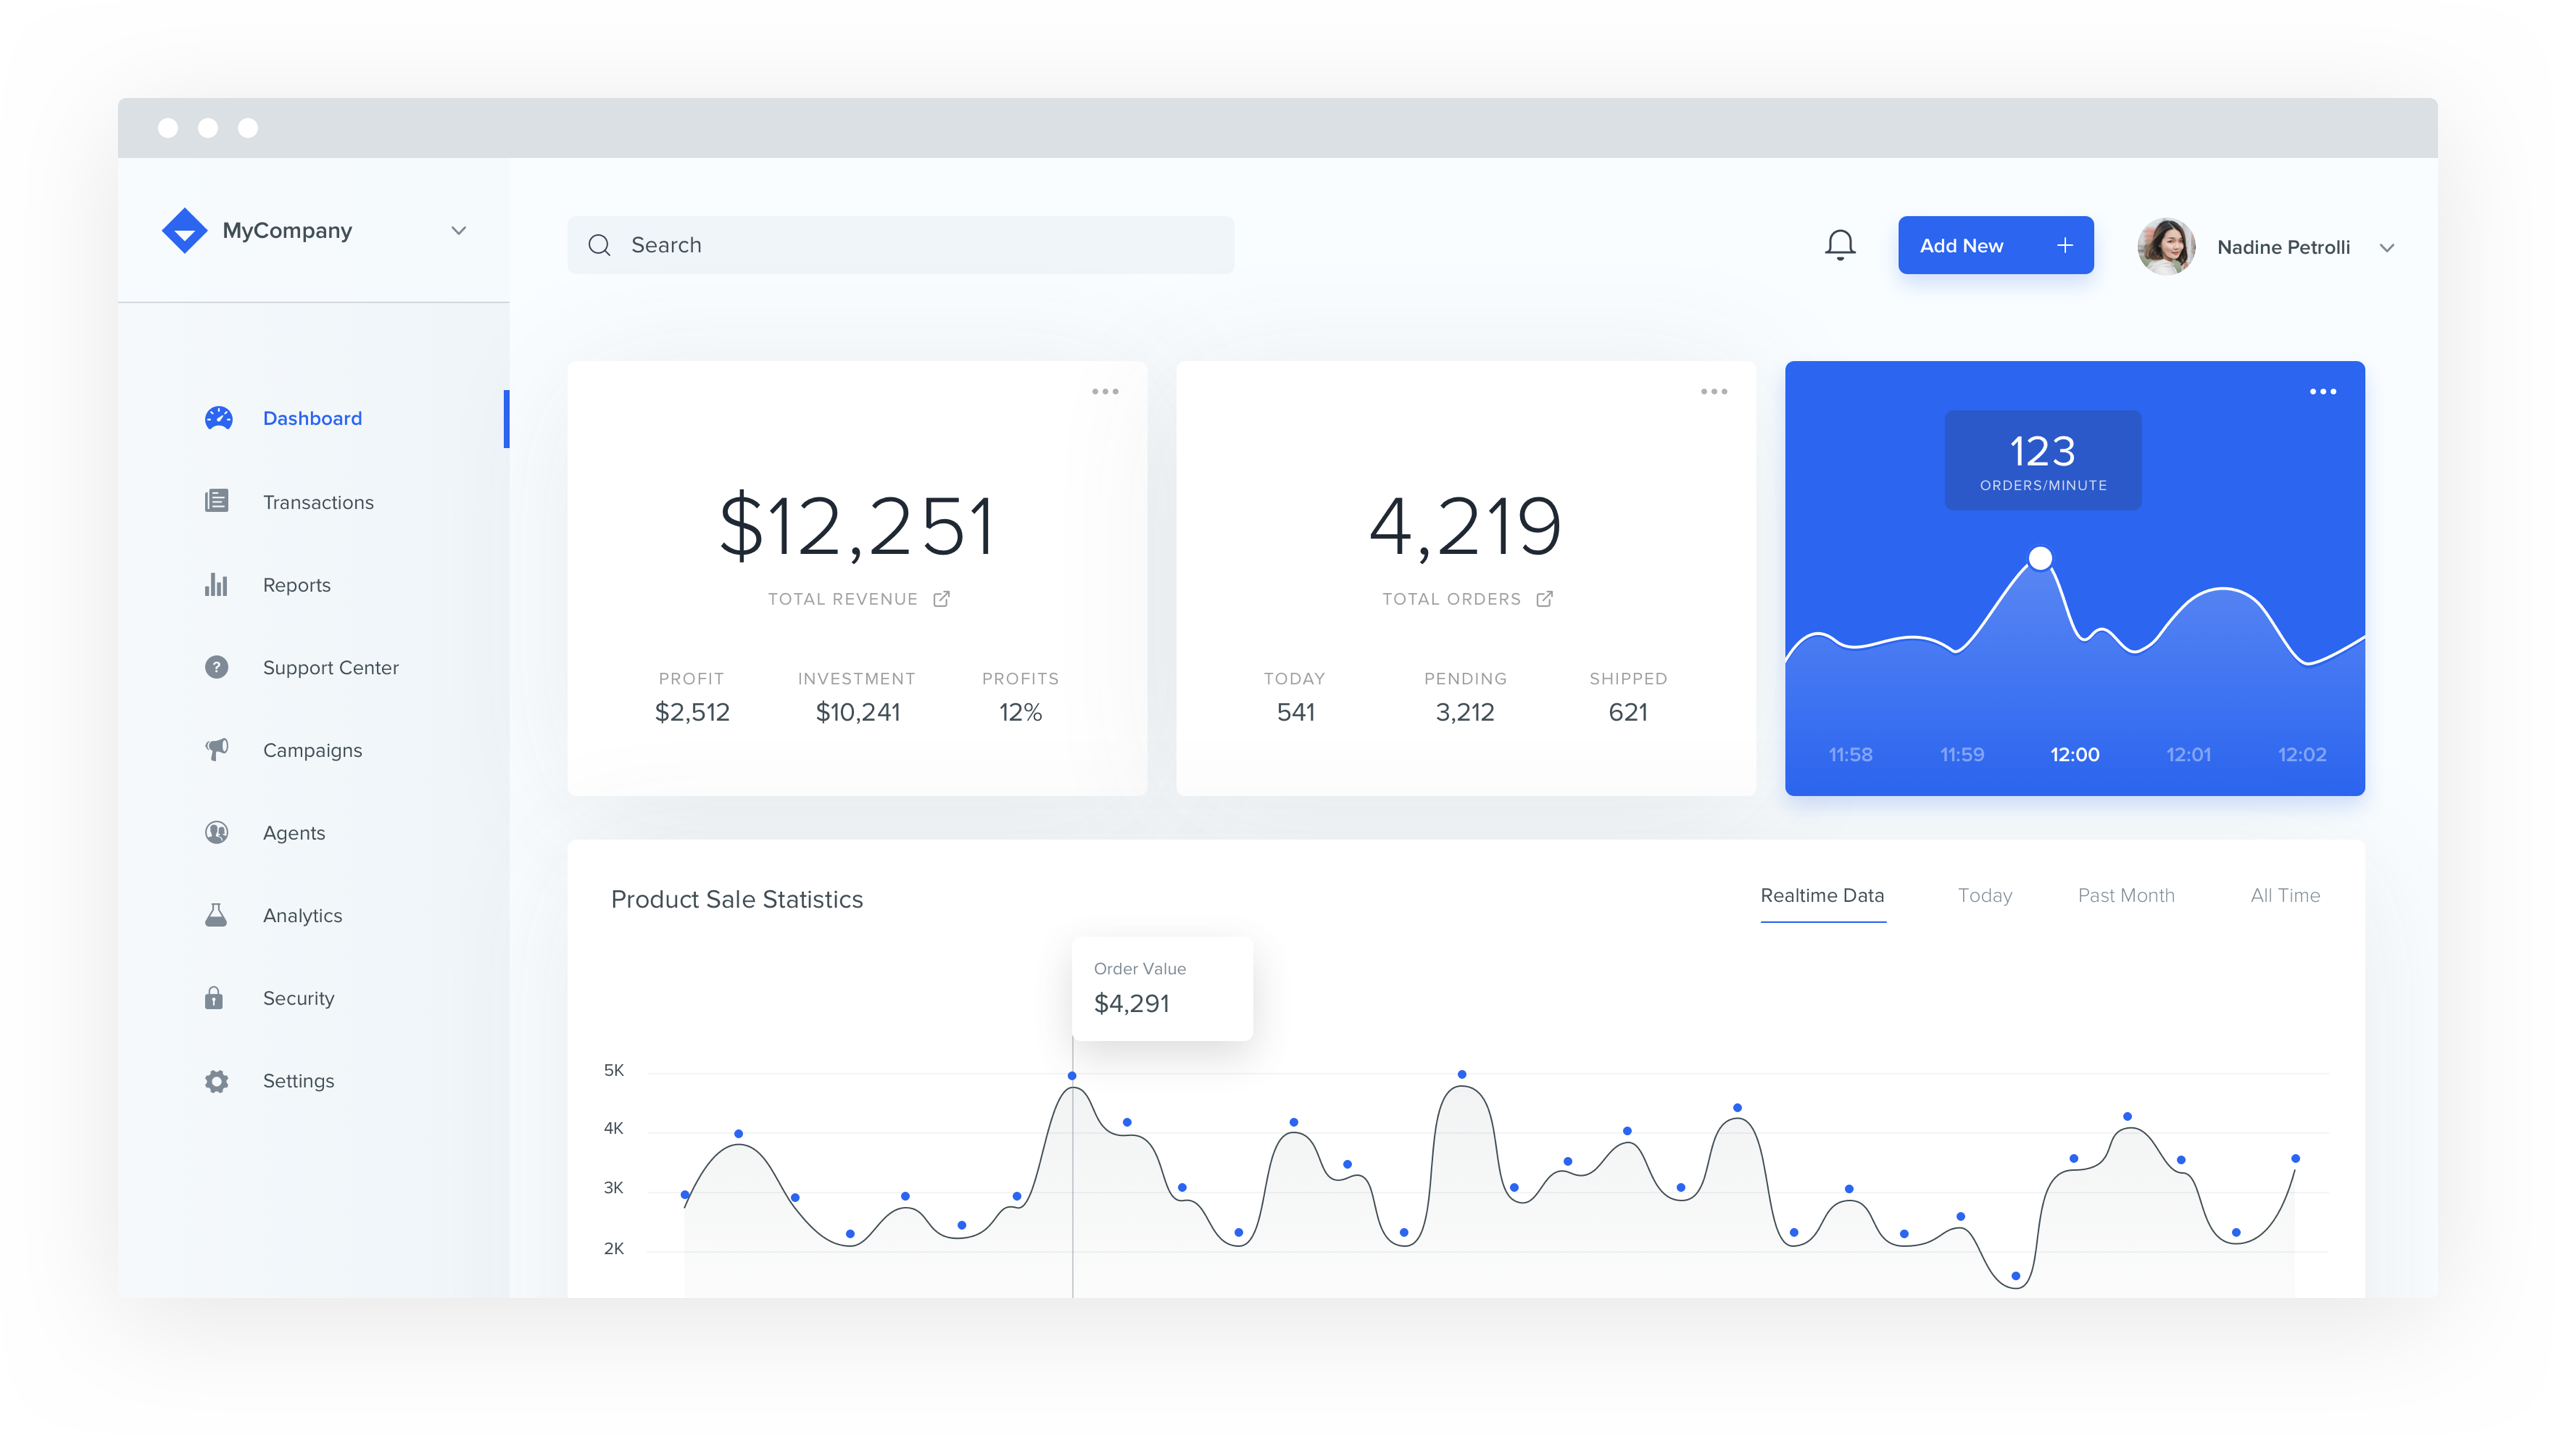 MyCompany
Search
Add New
Nadine Petrolli
Dashboard
Transactions
Reports
Support Center
Campaigns
Agents
Analytics
Security
Settings
$12,251
TOTAL REVENUE
PROFIT INVESTMENT PROFITS
$2,512 $10,241 12%
4,219
TOTAL ORDERS
TODAY PENDING SHIPPED
541 3,212 621
123
ORDERS/MINUTE
11:58 11:59 12:00 12:01 12:02
Product Sale Statistics
Realtime Data Today Past Month All Time
Order Value
$4,291
5K
4K
3K
2K